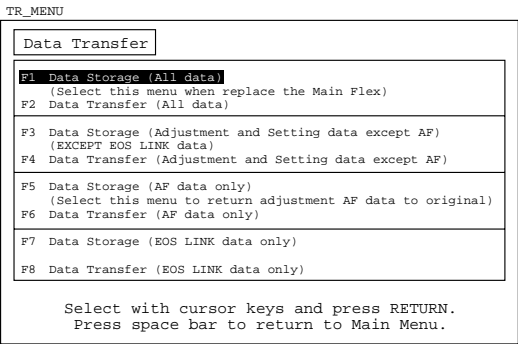 TR_MENU
Data Transfer
F1 Data Storage (All data)
(Select this menu when replace the Main Flex)
F2 Data Transfer (All data)
F3 Data Storage (Adjustment and Setting data except AF)
(EXCEPT EOS LINK data)
F4 Data Transfer (Adjustment and Setting data except AF)
F5 Data Storage (AF data only)
(Select this menu to return adjustment AF data to original)
F6 Data Transfer (AF data only)
F7 Data Storage (EOS LINK data only)
F8 Data Transfer (EOS LINK data only)
Select with cursor keys and press RETURN.
Press space bar to return to Main Menu.